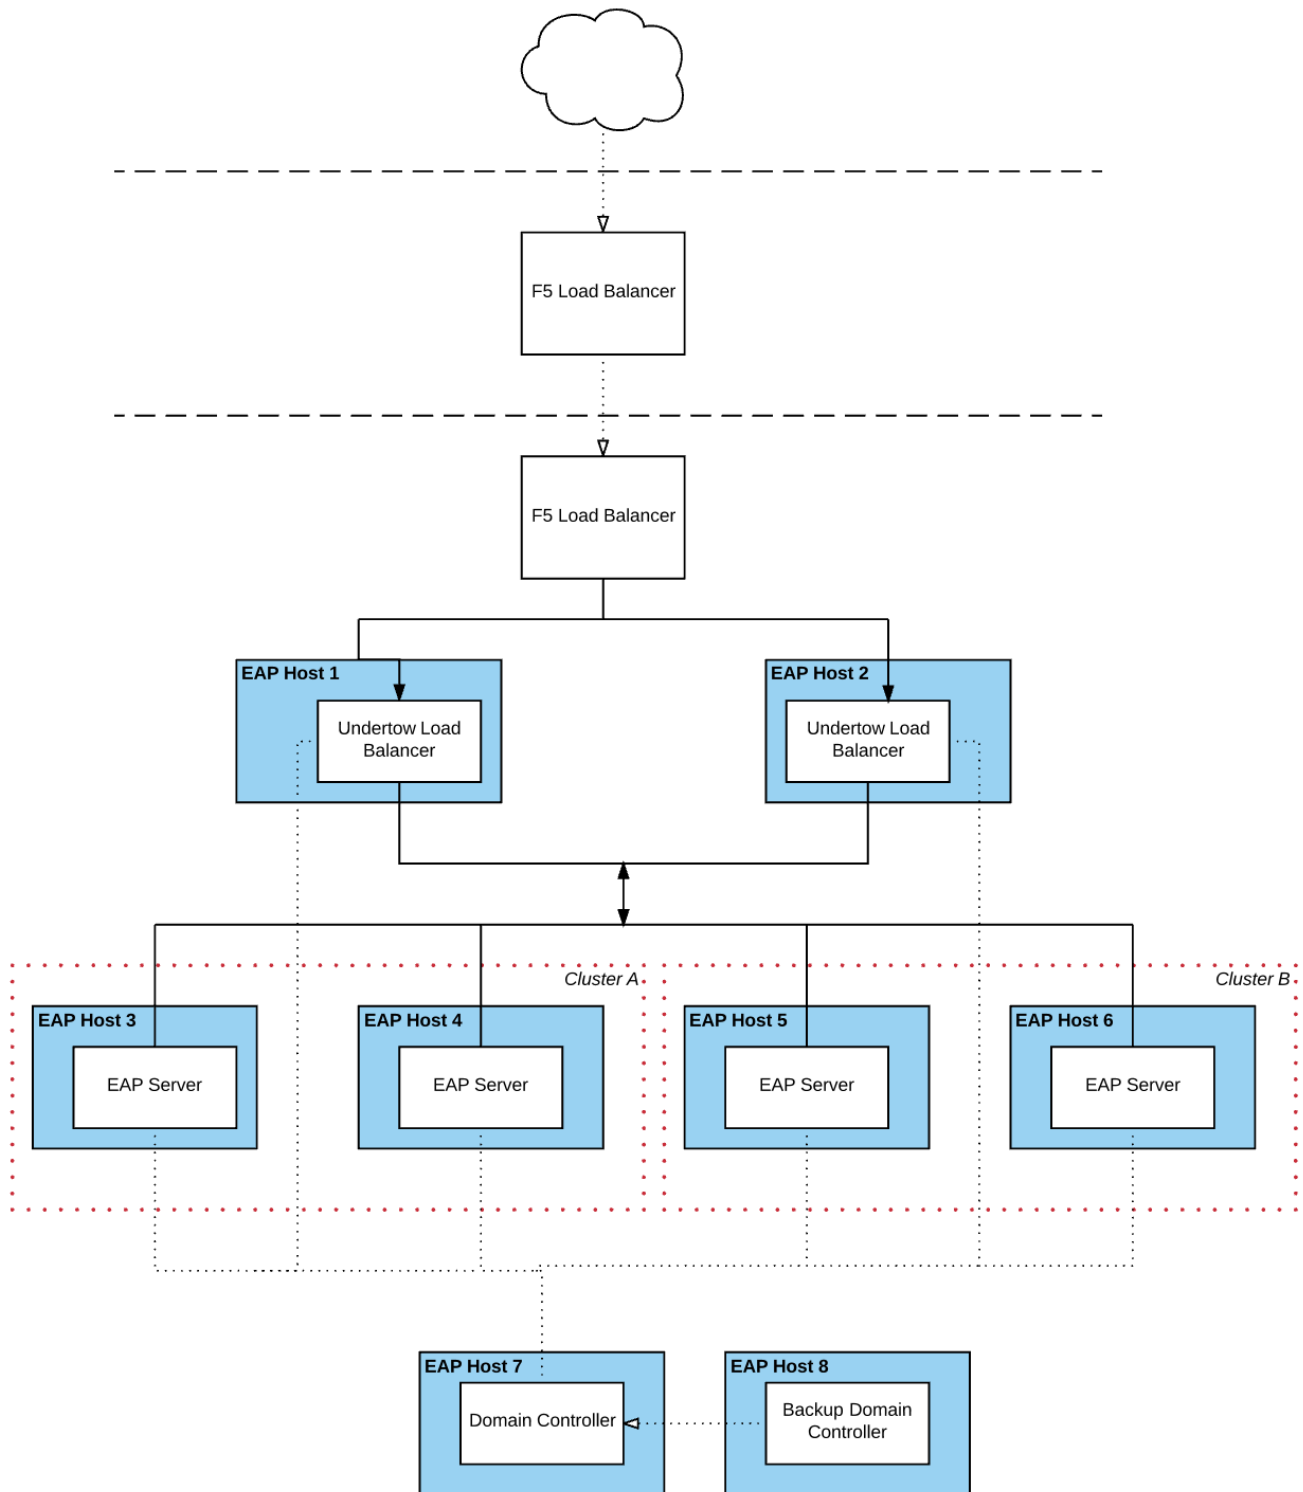 F5 Load Balancer
F5 Load Balancer
EAP Host 1
Undertow Load
Balancer
EAP Host 2
Undertow Load
Balancer
Cluster A
Cluster B
EAP Host 3
EAP Server
EAP Host 4
EAP Server
EAP Host 5
EAP Server
EAP Host 6
EAP Server
EAP Host 7
Domain Controller
EAP Host 8
Backup Domain
Controller